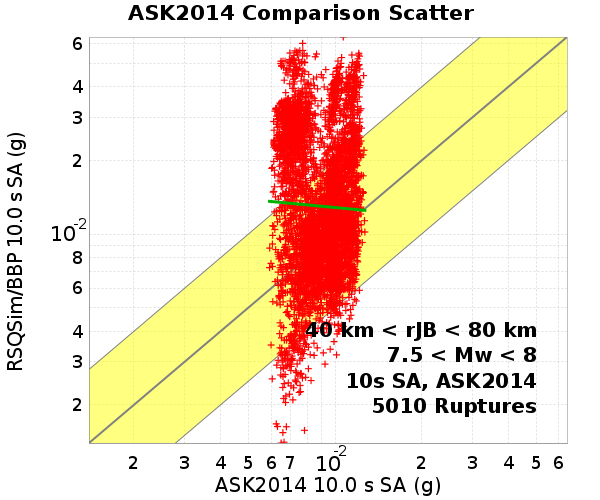 ASK2014 Comparison Scatter
RSQSim/BBP 10.0 s SA (g)
6
4
3
2
10-2
8
6
4
3
2
40 km < rJB < 80 km
7.5 < Mw < 8
10s SA, ASK2014
5010 Ruptures
2 3 4 5 6 7 10-2 2 3 4 5 6
ASK2014 10.0 s SA (g)